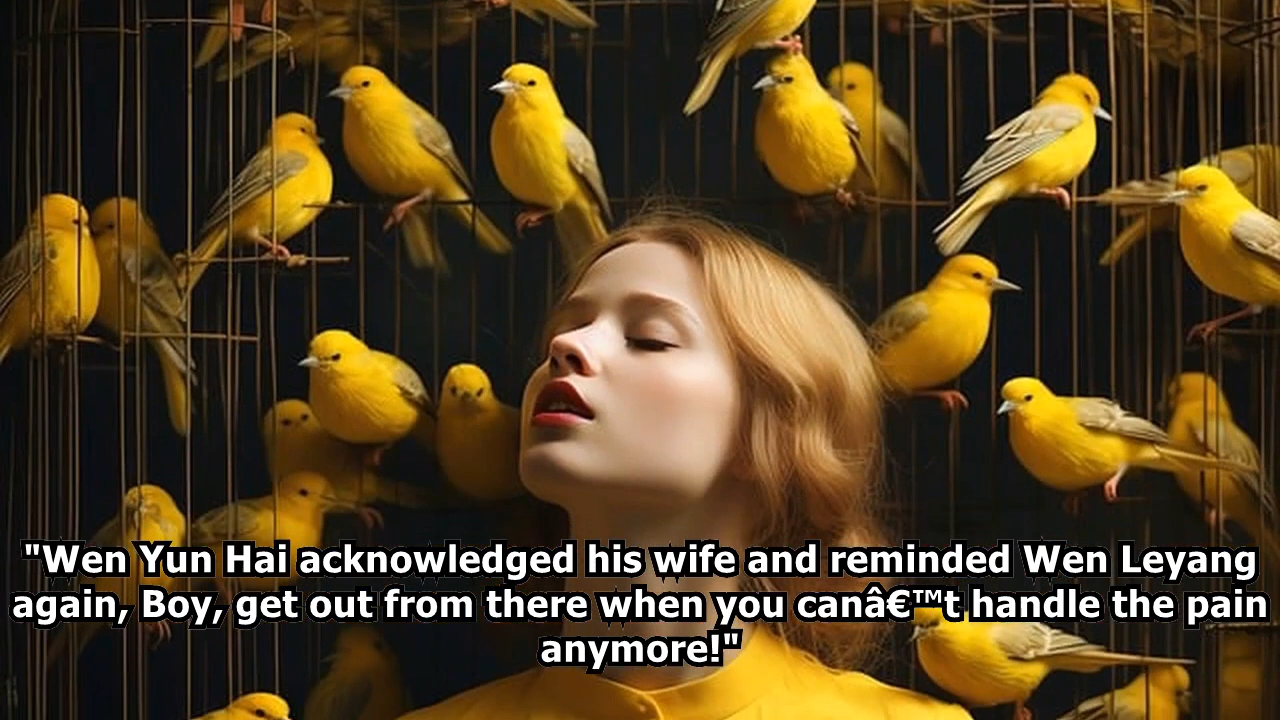 "Wen Yun Hai acknowledged his wife and reminded Wen Leyang
again, Boy, get out from there when you canâ€™t handle the pain
anymore!"